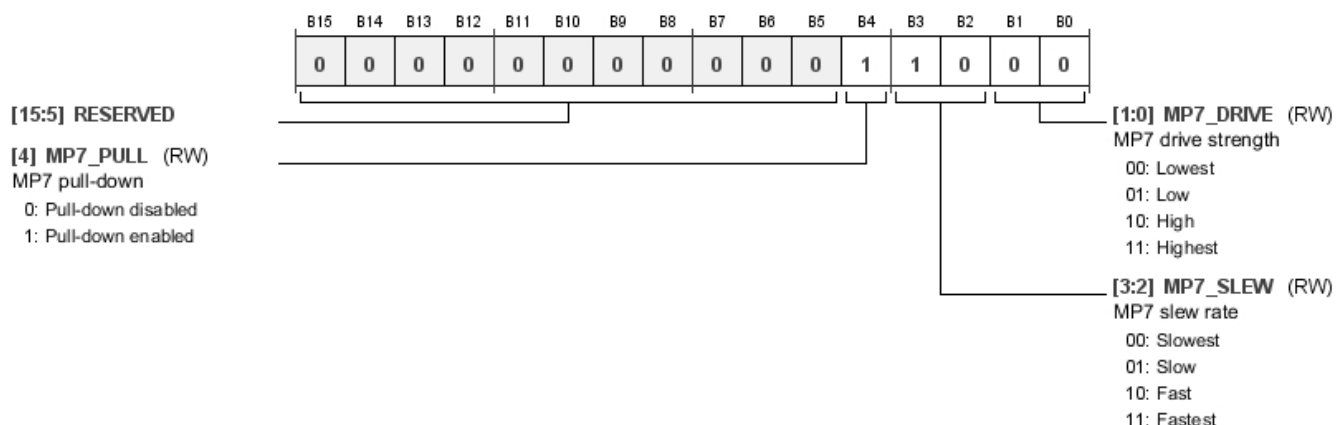 B15 B14 B13 B12 B11 B10 B9 B8 B7 B6 B5 B4 B3 B2 B1 B0
0 0 0 0 0 0 0 0 0 0 0 1 1 0 0 0
[15:5] RESERVED
[4] MP7_PULL (RW)
MP7 pull-down
0: Pull-down disabled
1: Pull-down enabled
[1:0] MP7_DRIVE (RW)
MP7 drive strength
00: Lowest
01: Low
10: High
11: Highest
[3:2] MP7_SLEW (RW)
MP7 slew rate
00: Slowest
01: Slow
10: Fast
11: Fastest